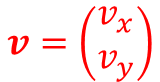 𝒗 = (v_x
v_y)